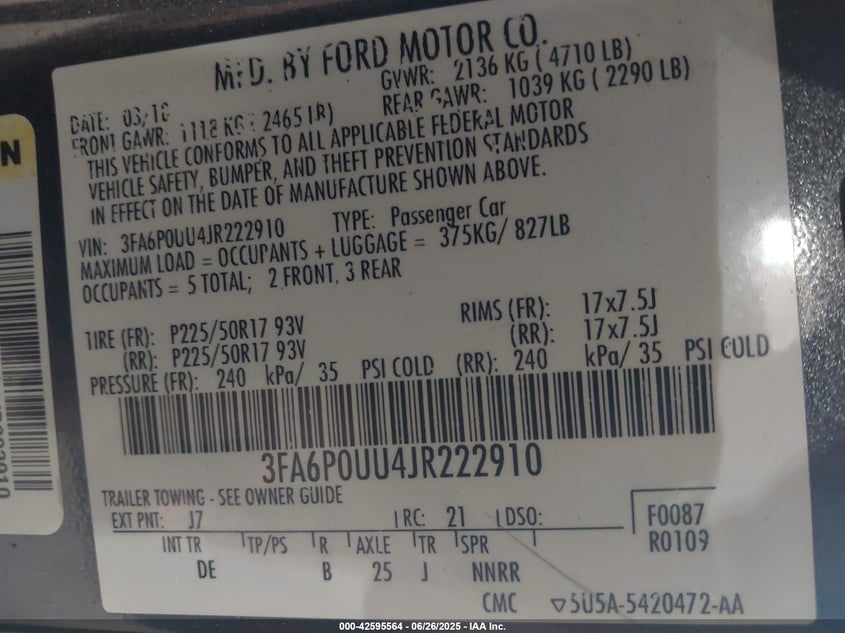 MFD. BY FORD MOTOR CO.
DATE: 03/18 GVWR: 2136 KG ( 4710 LB)
FRONT GAWR: 1118 KG ( 2465 LB) REAR GAWR: 1039 KG ( 2290 LB)
THIS VEHICLE CONFORMS TO ALL APPLICABLE FEDERAL MOTOR
VEHICLE SAFETY, BUMPER, AND THEFT PREVENTION STANDARDS
IN EFFECT ON THE DATE OF MANUFACTURE SHOWN ABOVE.
VIN: 3FA6P0UU4JR222910 TYPE: Passenger Car
MAXIMUM LOAD = OCCUPANTS + LUGGAGE = 375KG/ 827LB
OCCUPANTS = 5 TOTAL; 2 FRONT, 3 REAR
TIRE (FR): P225/50R17 93V RIMS (FR): 17x7.5J
(RR): P225/50R17 93V (RR): 17x7.5J
PRESSURE (FR): 240 kPa/ 35 PSI COLD (RR): 240 kPa/ 35 PSI COLD
3FA6P0UU4JR222910
TRAILER TOWING - SEE OWNER GUIDE
EXT PNT: J7 RC: 21 DSO: F0087
R0109
INT TR TP/PS R AXLE TR SPR
DE B 25 J NNRR
CMC ▽5U5A-5420472-AA
000-42595564 - 06/26/2025 - IAA Inc.